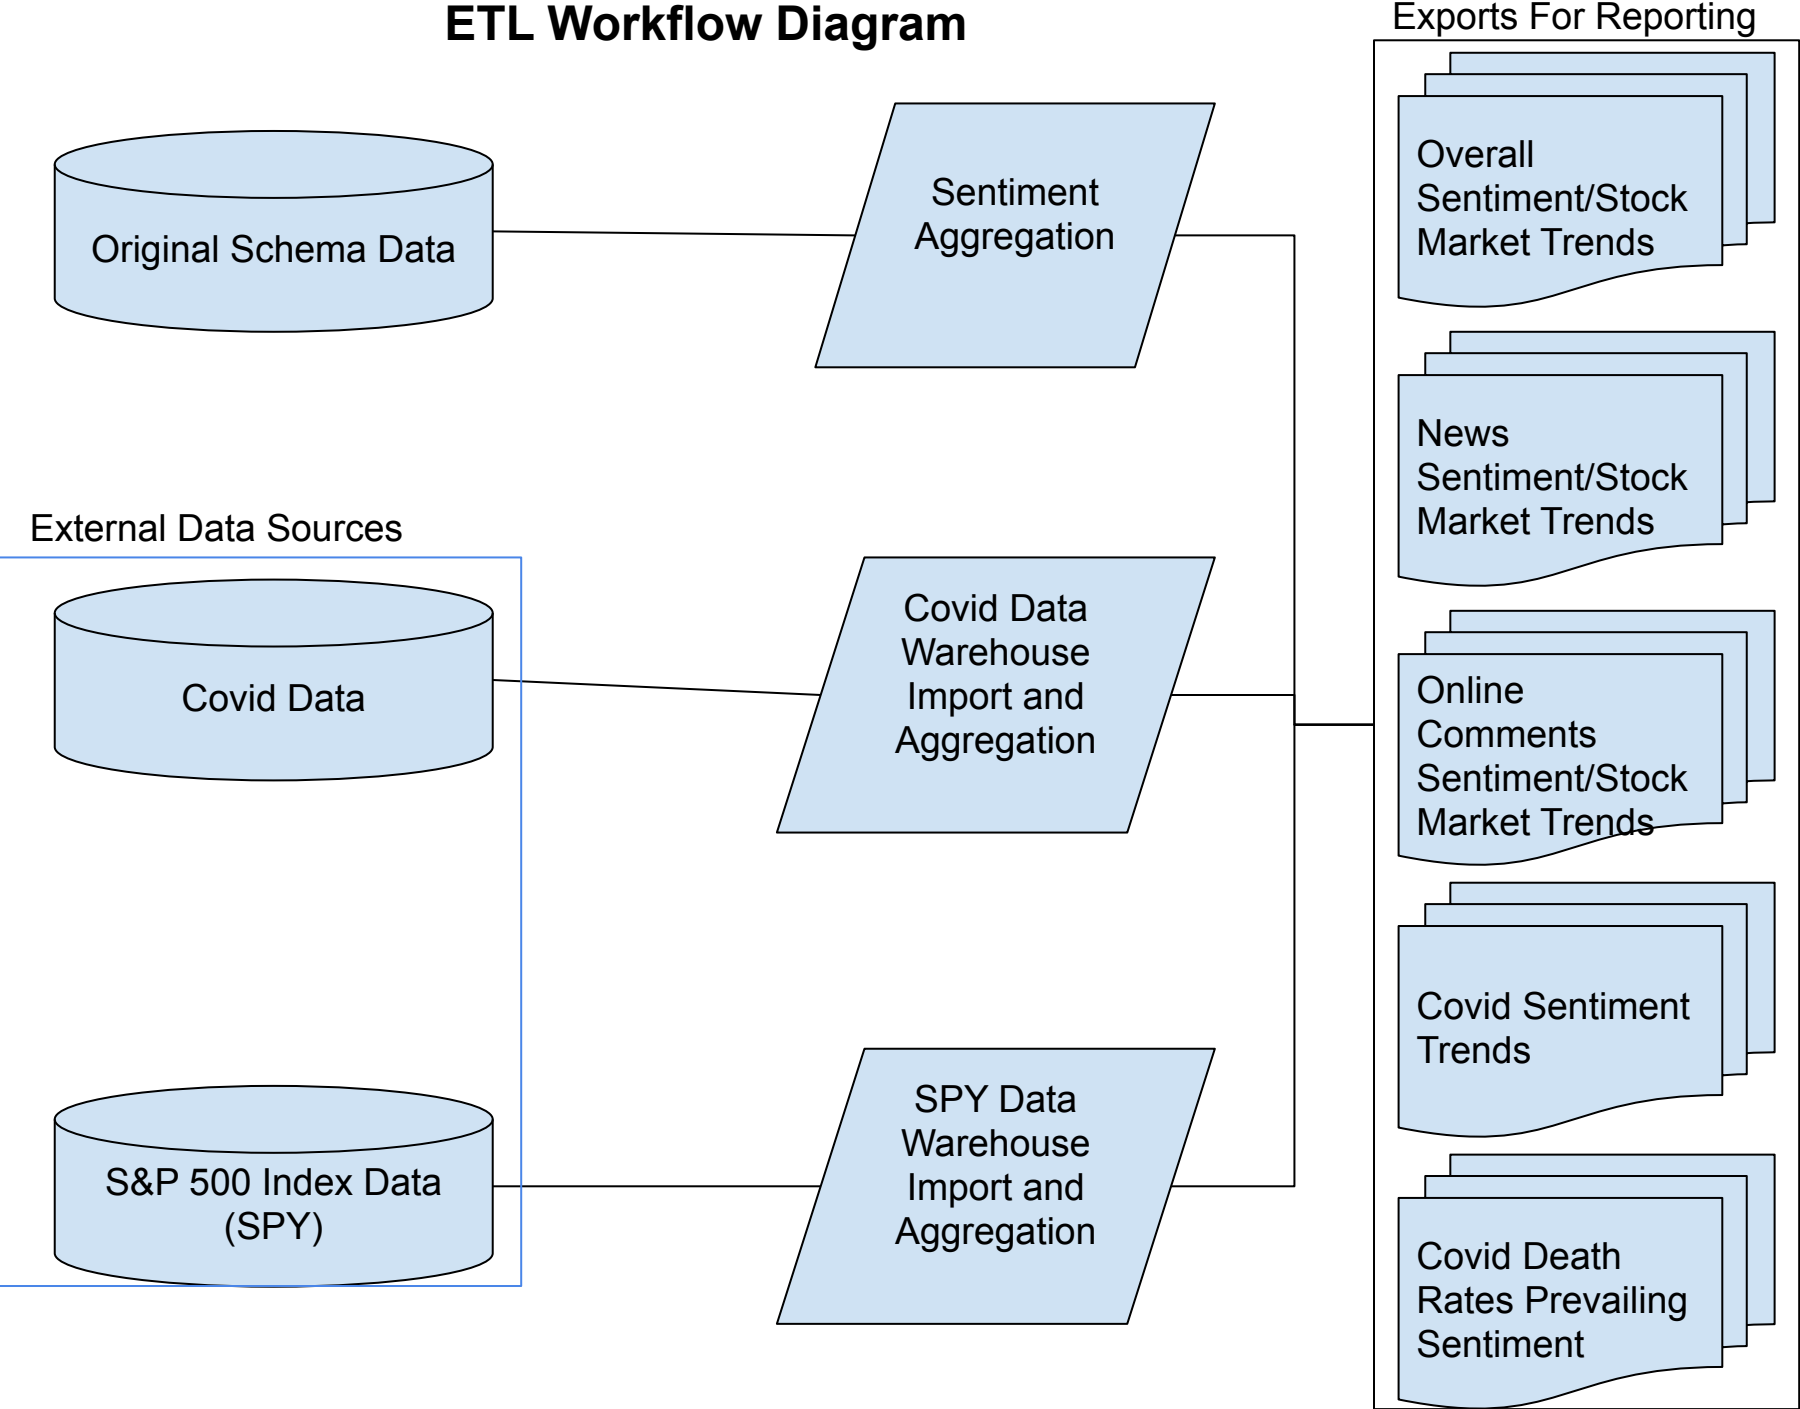 ETL Workflow Diagram
Exports For Reporting
Original Schema Data
Sentiment
Aggregation
External Data Sources
Covid Data
Covid Data
Warehouse
Import and
Aggregation
S&P 500 Index Data
(SPY)
SPY Data
Warehouse
Import and
Aggregation
Overall
Sentiment/Stock
Market Trends
News
Sentiment/Stock
Market Trends
Online
Comments
Sentiment/Stock
Market Trends
Covid Sentiment
Trends
Covid Death
Rates Prevailing
Sentiment